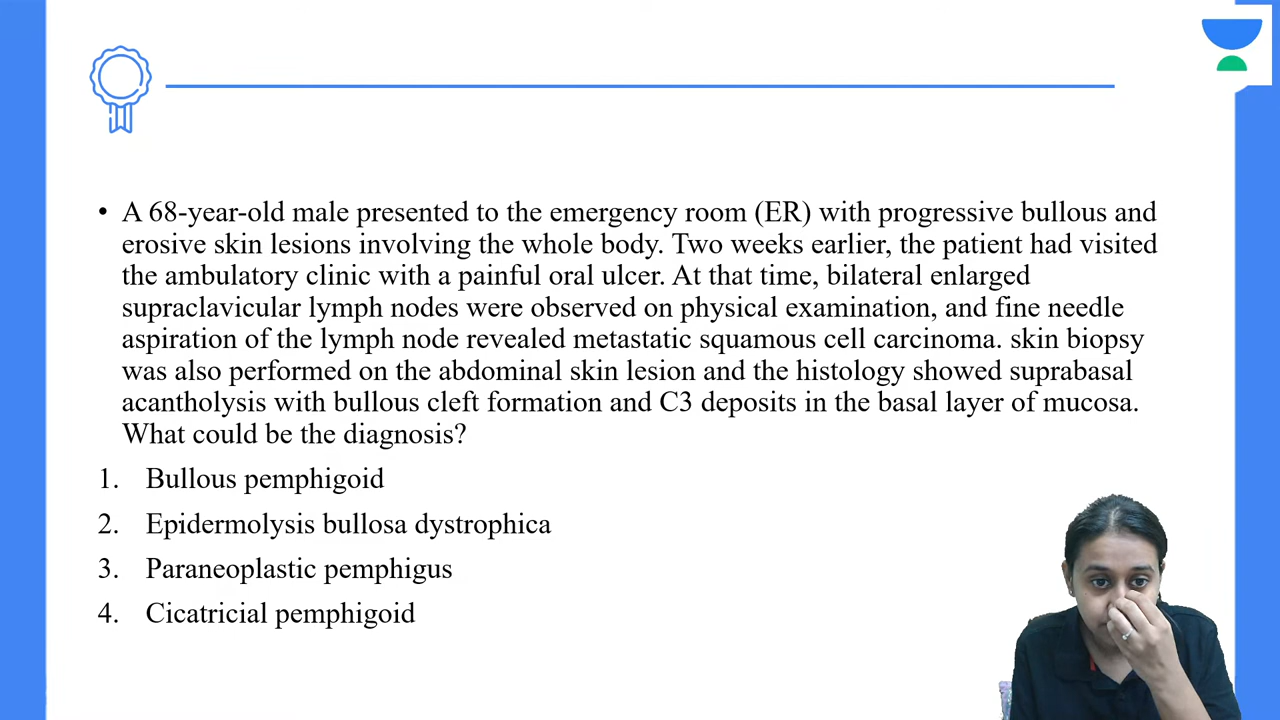 • A 68-year-old male presented to the emergency room (ER) with progressive bullous and
erosive skin lesions involving the whole body. Two weeks earlier, the patient had visited
the ambulatory clinic with a painful oral ulcer. At that time, bilateral enlarged
supraclavicular lymph nodes were observed on physical examination, and fine needle
aspiration of the lymph node revealed metastatic squamous cell carcinoma. skin biopsy
was also performed on the abdominal skin lesion and the histology showed suprabasal
acantholysis with bullous cleft formation and C3 deposits in the basal layer of mucosa.
What could be the diagnosis?
1. Bullous pemphigoid
2. Epidermolysis bullosa dystrophica
3. Paraneoplastic pemphigus
4. Cicatricial pemphigoid